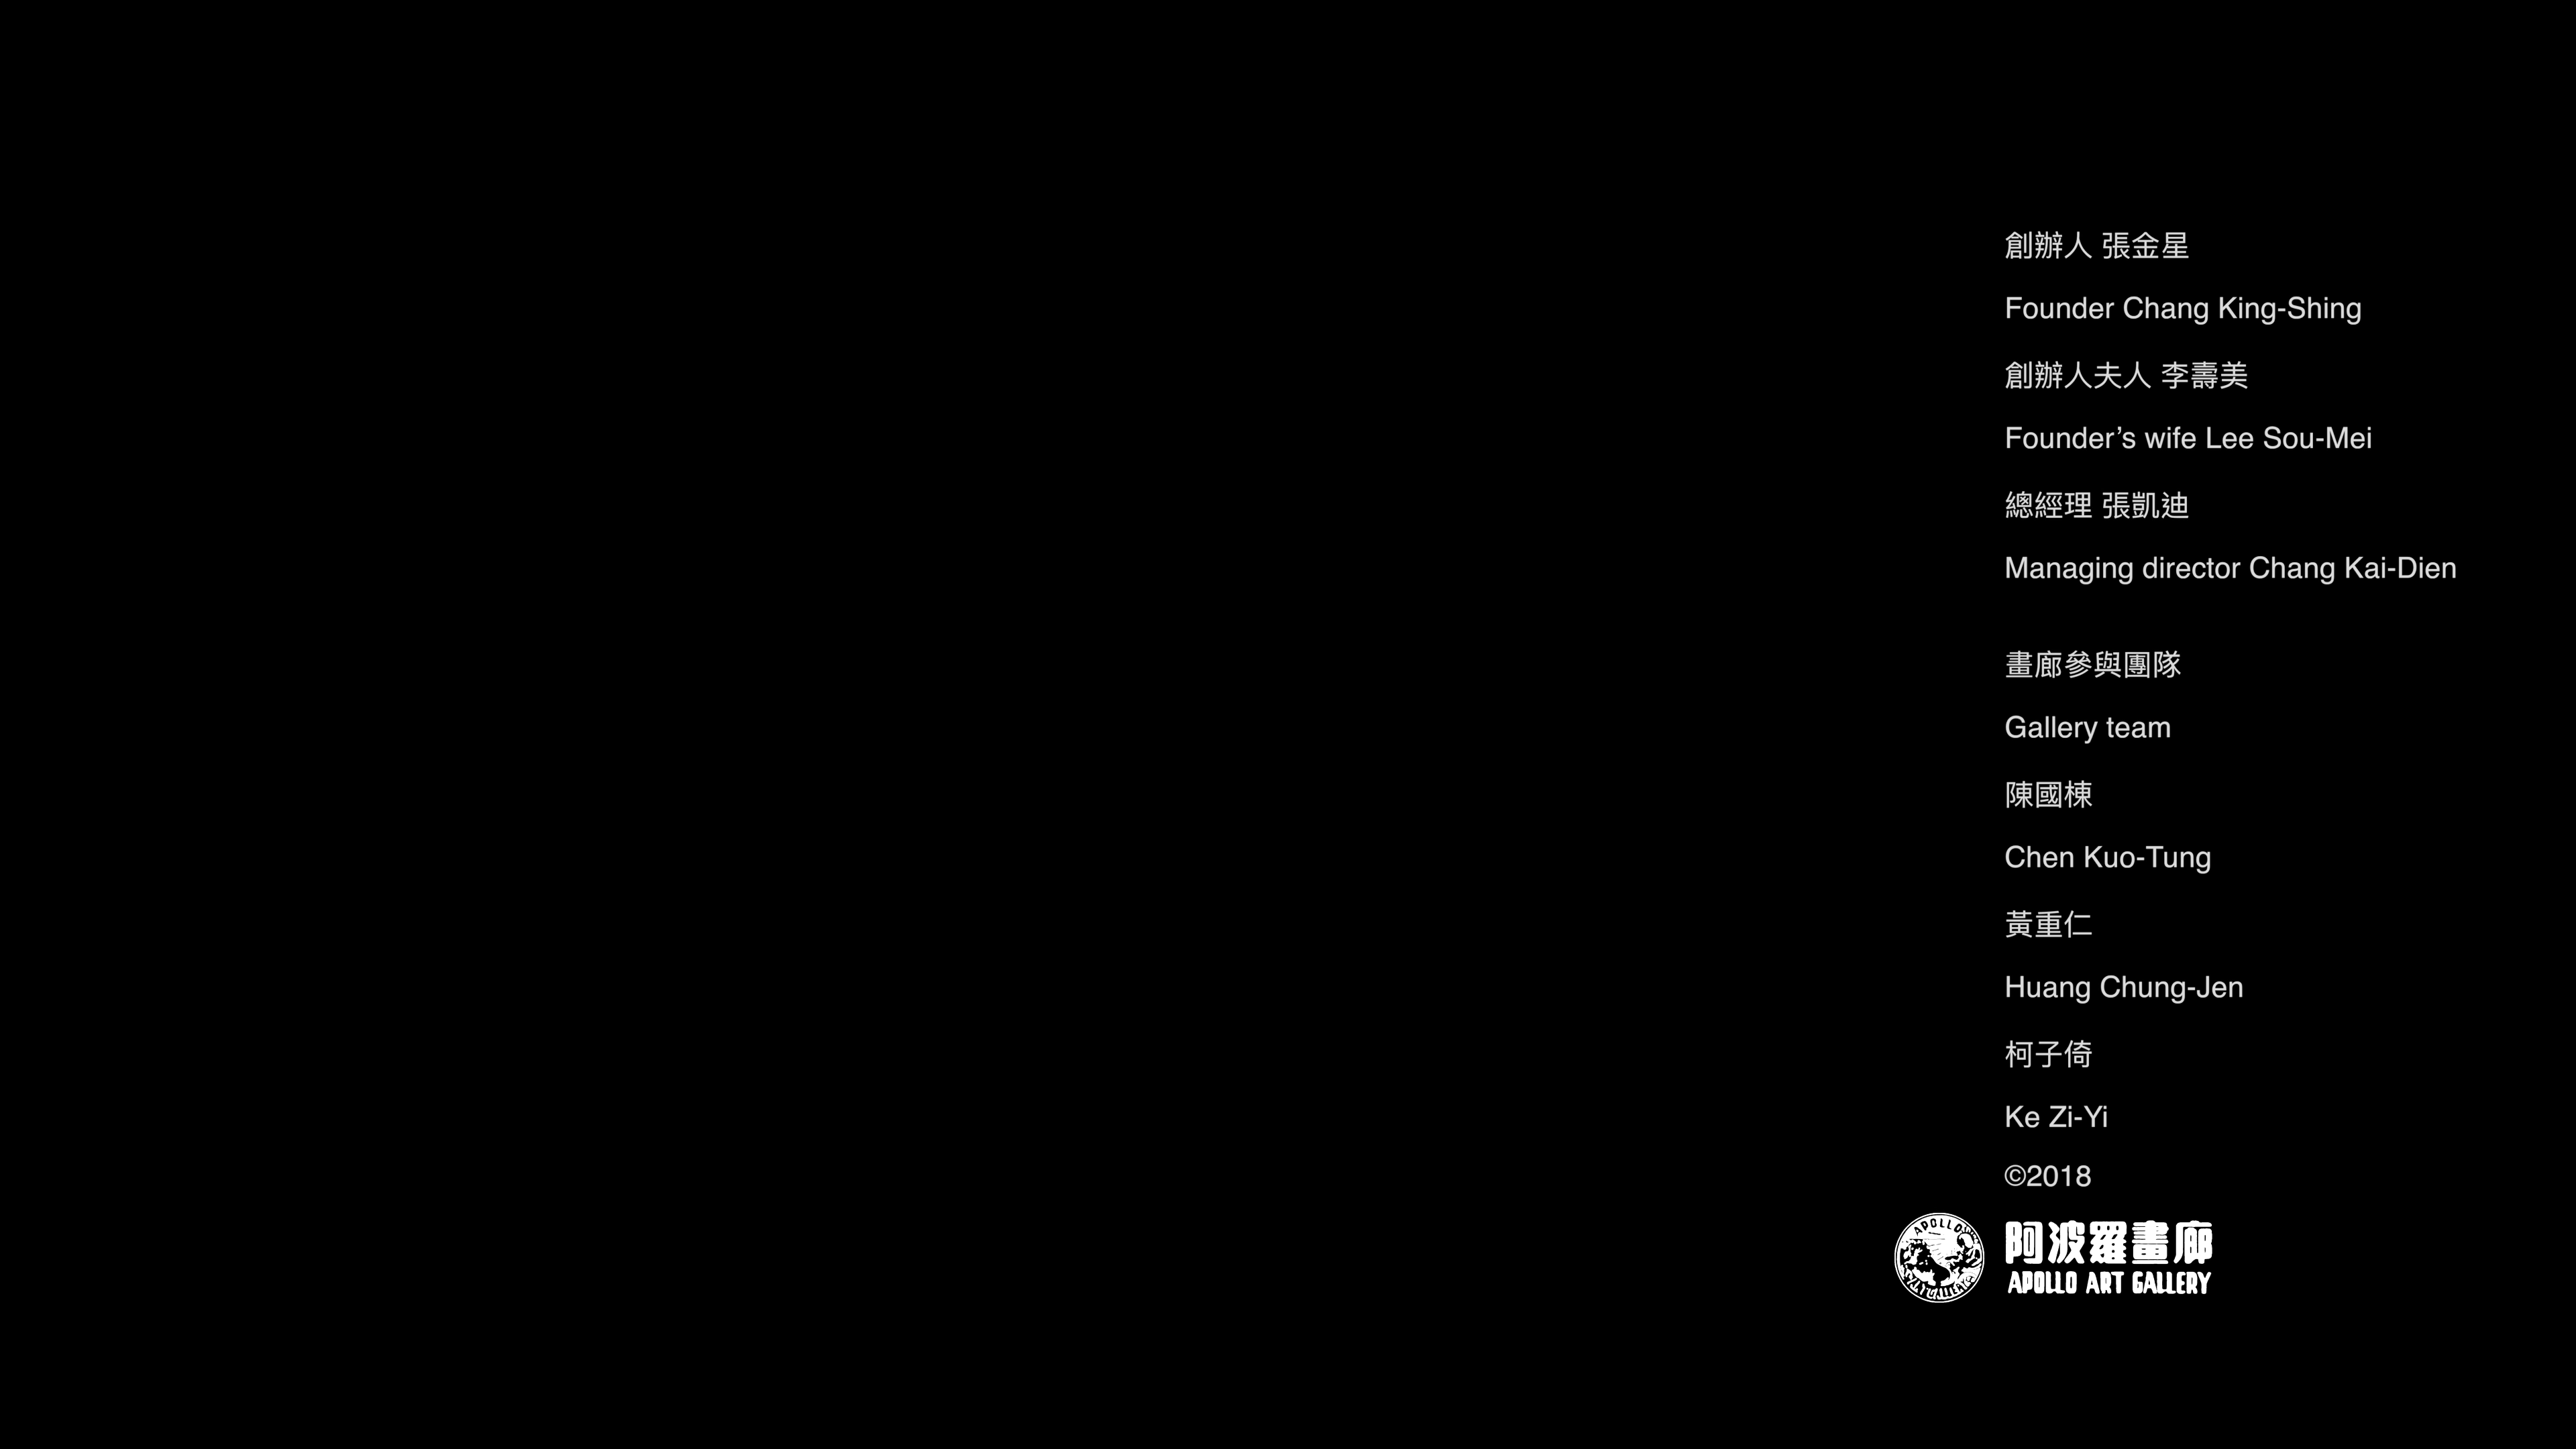 創辦人 張金星
Founder Chang King-Shing
創辦人夫人 李壽美
Founder’s wife Lee Sou-Mei
總經理 張凱迪
Managing director Chang Kai-Dien
畫廊參與團隊
Gallery team
陳國棟
Chen Kuo-Tung
黃重仁
Huang Chung-Jen
柯子倚
Ke Zi-Yi
©2018
APOLLO
阿波羅畫廊
APOLLO ART GALLERY